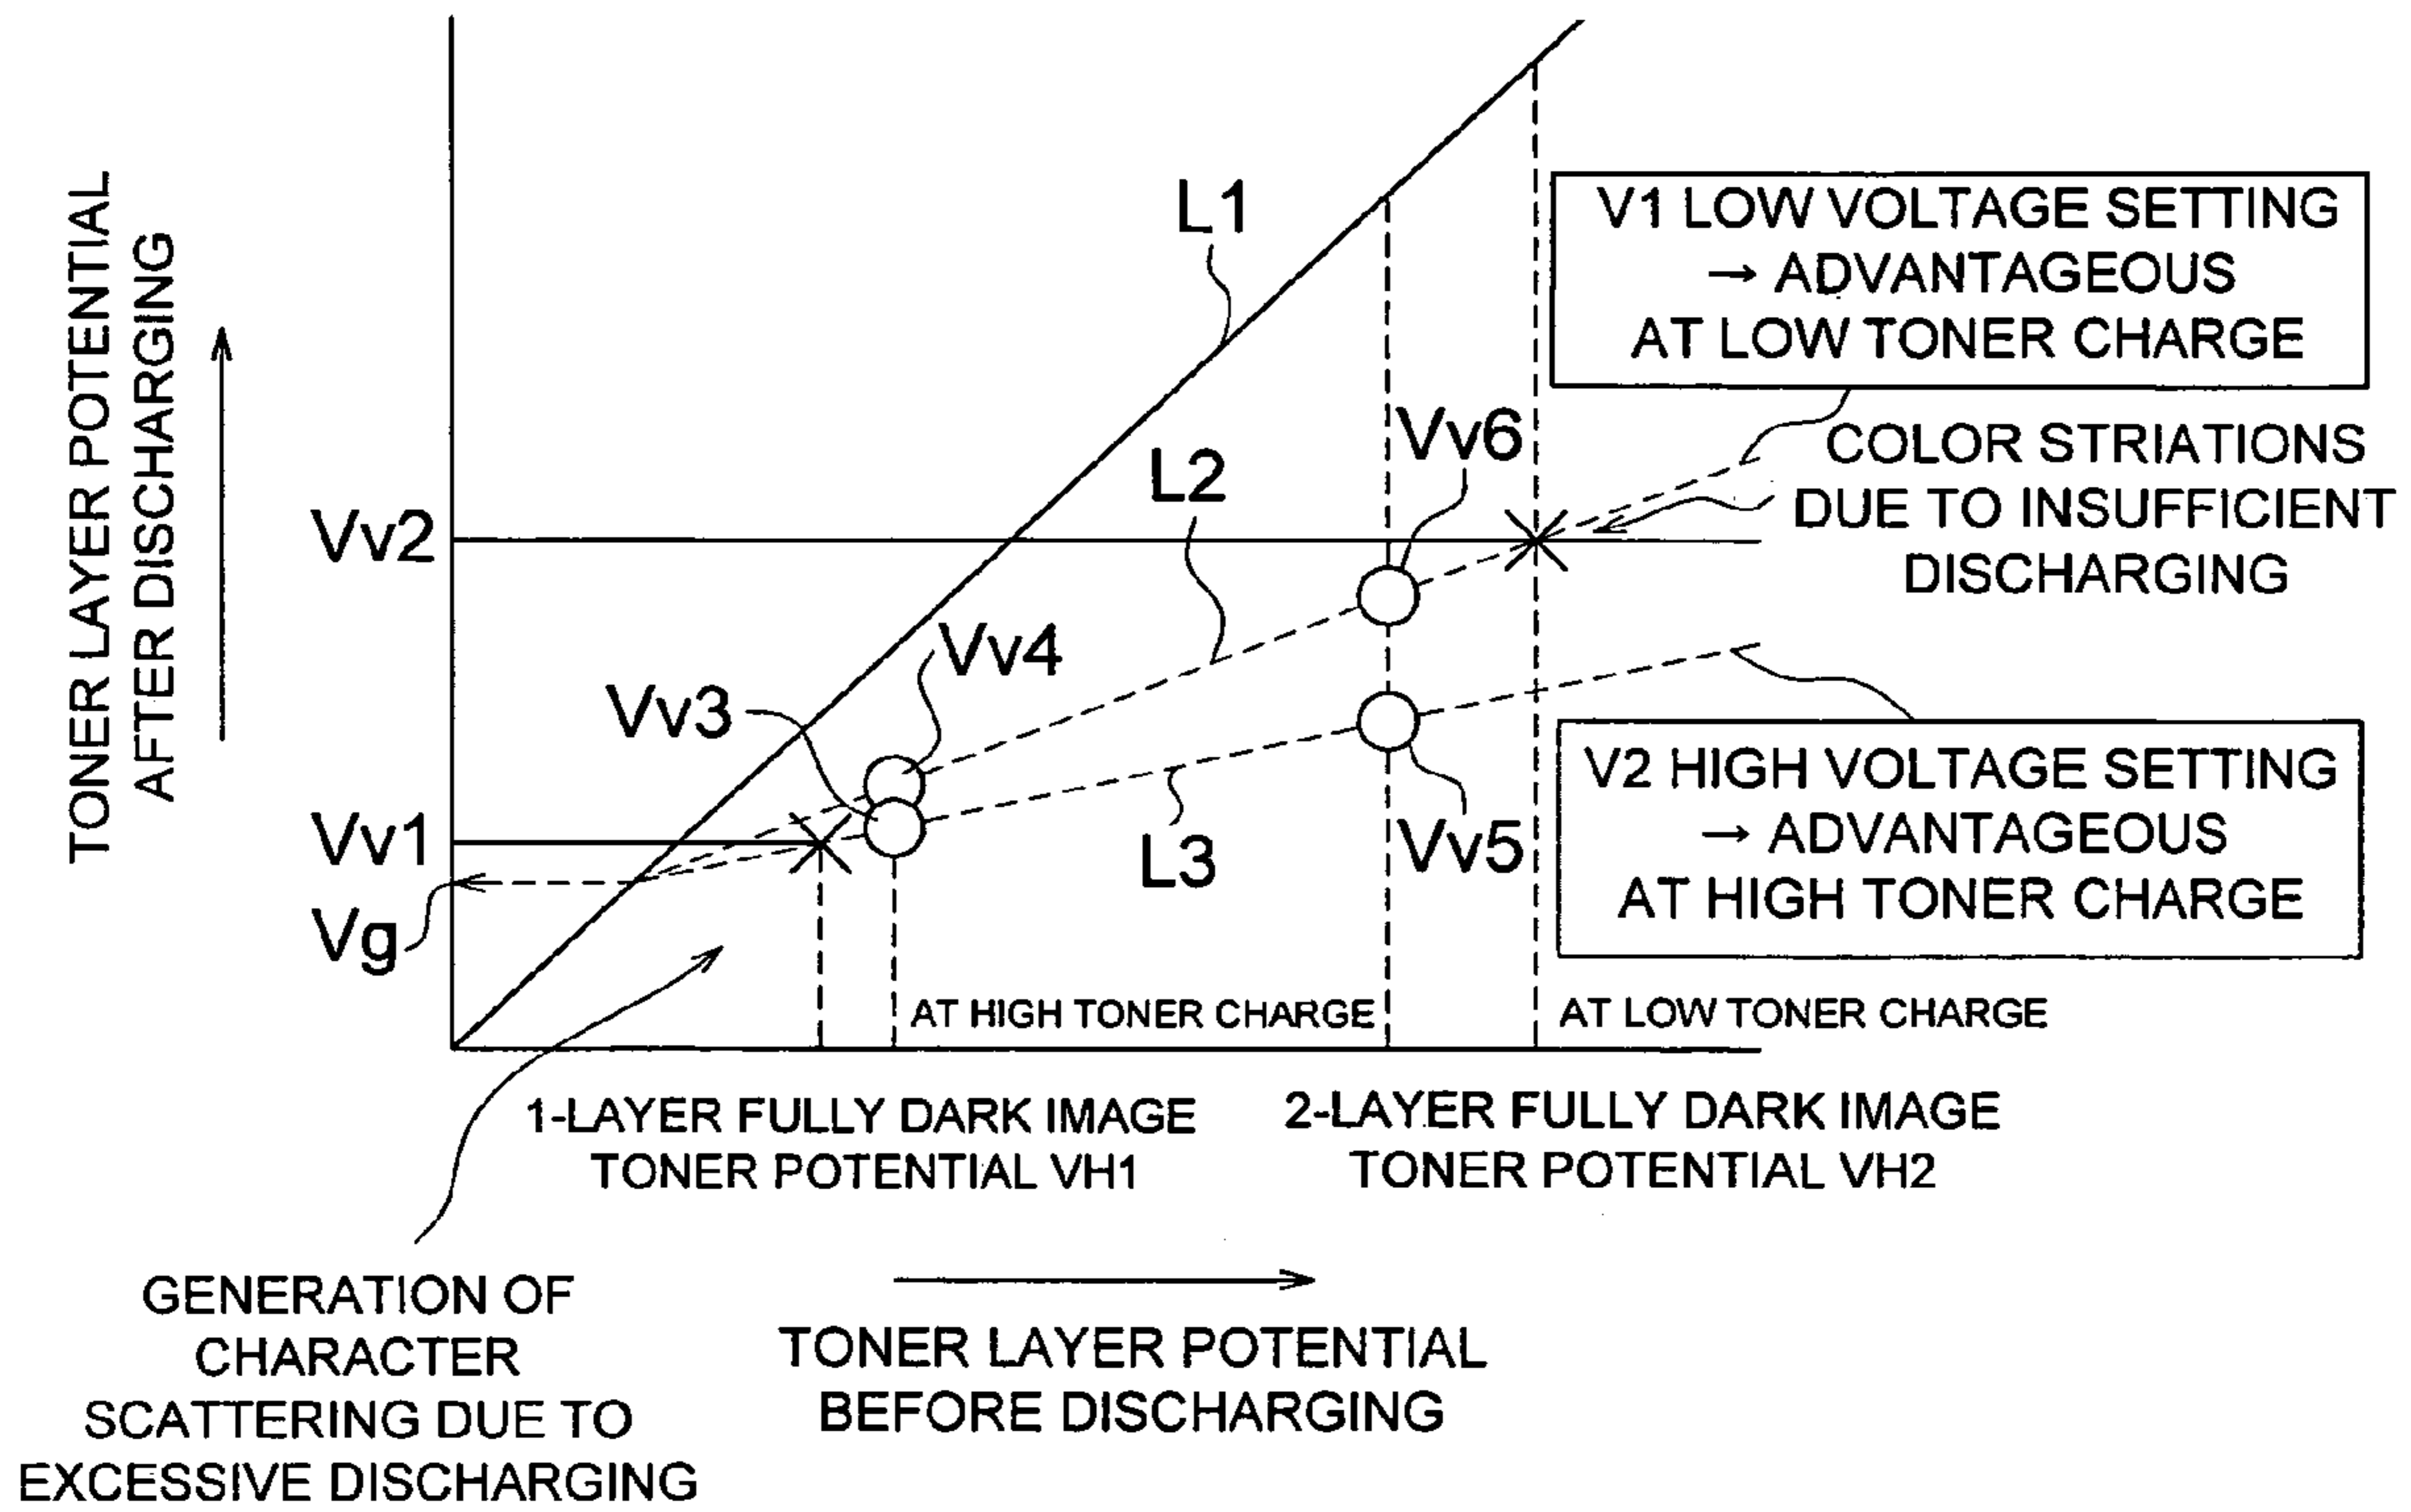 TONER LAYER POTENTIAL
AFTER DISCHARGING
L1
V1 LOW VOLTAGE SETTING
→ ADVANTAGEOUS
AT LOW TONER CHARGE
Vv6
COLOR STRIATIONS
DUE TO INSUFFICIENT
DISCHARGING
L2
Vv2
Vv4
Vv3
V2 HIGH VOLTAGE SETTING
→ ADVANTAGEOUS
AT HIGH TONER CHARGE
Vv1
Vv5
L3
Vg
AT HIGH TONER CHARGE
AT LOW TONER CHARGE
1-LAYER FULLY DARK IMAGE
TONER POTENTIAL VH1
2-LAYER FULLY DARK IMAGE
TONER POTENTIAL VH2
GENERATION OF
CHARACTER
SCATTERING DUE TO
EXCESSIVE DISCHARGING
TONER LAYER POTENTIAL
BEFORE DISCHARGING